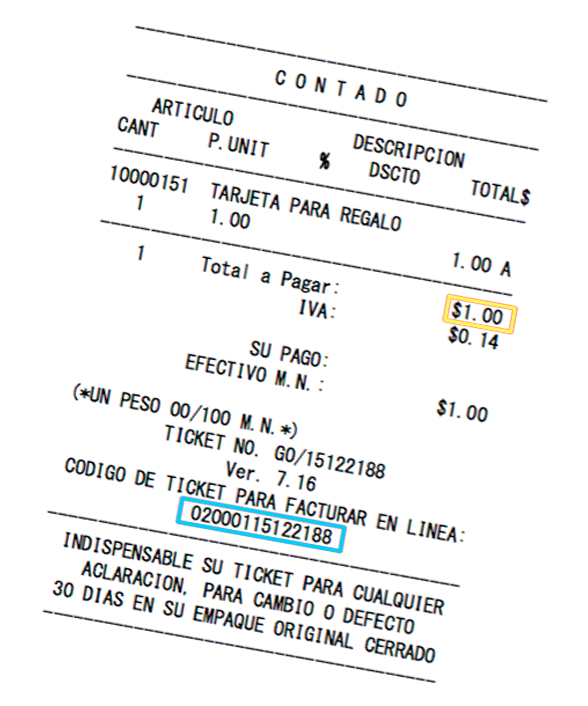 CONTADO
ARTICULO DESCRIPCION
CANT P.UNIT % DSCTO TOTAL$
10000151 TARJETA PARA REGALO
1 1.00 1.00 A
1 Total a Pagar: $1.00
IVA: $0.14
SU PAGO:
EFECTIVO M.N.: $1.00
(*UN PESO 00/100 M.N.*)
TICKET NO. GO/15122188
Ver. 7.16
CODIGO DE TICKET PARA FACTURAR EN LINEA:
02000115122188
INDISPENSABLE SU TICKET PARA CUALQUIER
ACLARACION, PARA CAMBIO O DEFECTO
30 DIAS EN SU EMPAQUE ORIGINAL CERRADO